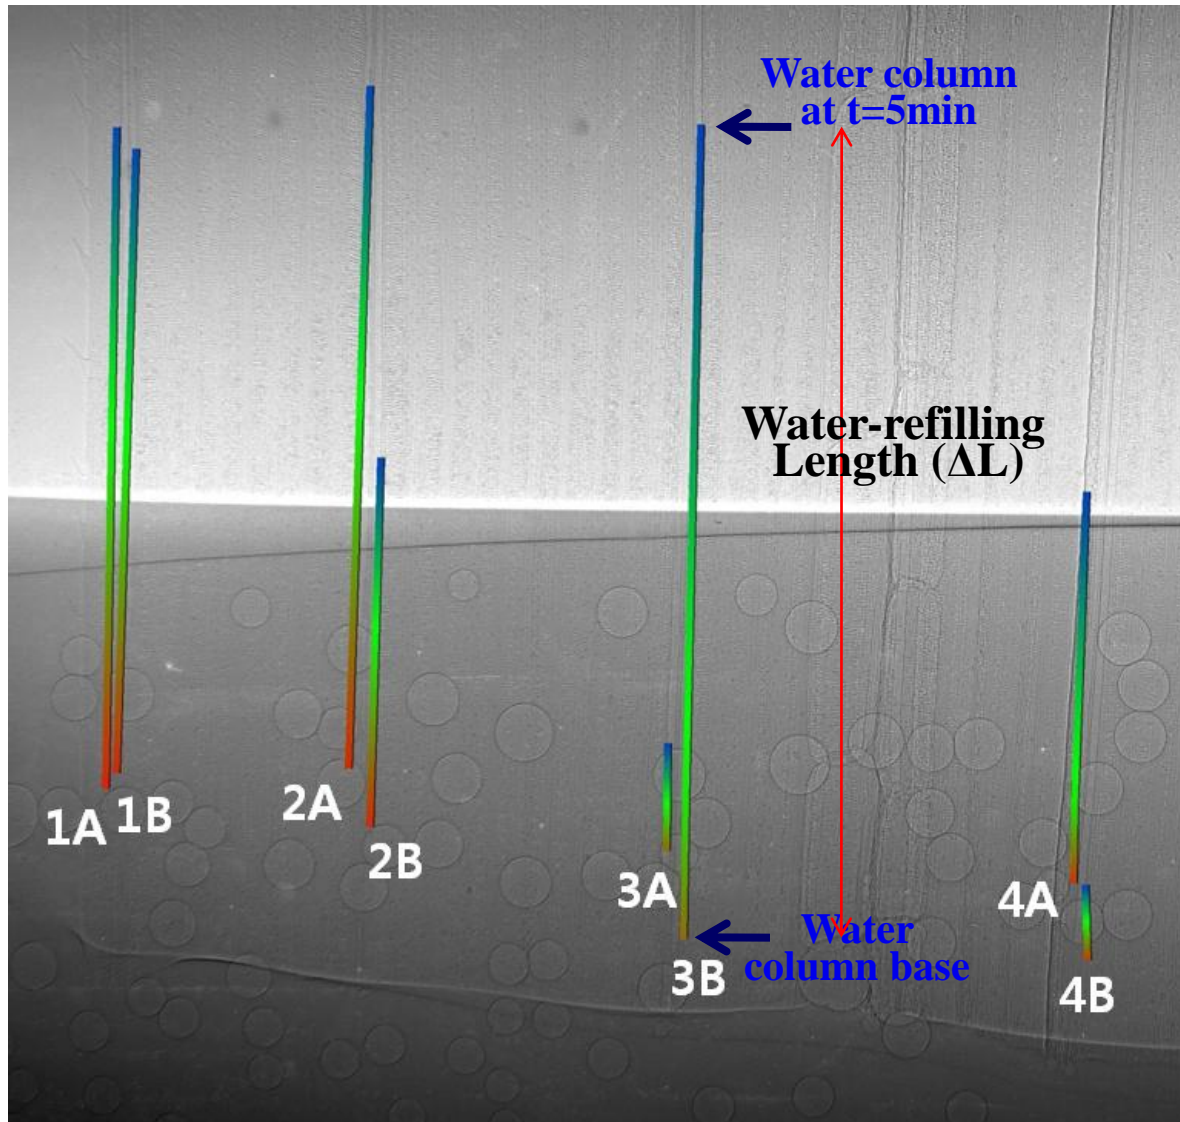 Water column
at t=5min
Water-refilling
Length (ΔL)
1A
1B
2A
2B
3A
3B
4A
4B
Water
column base